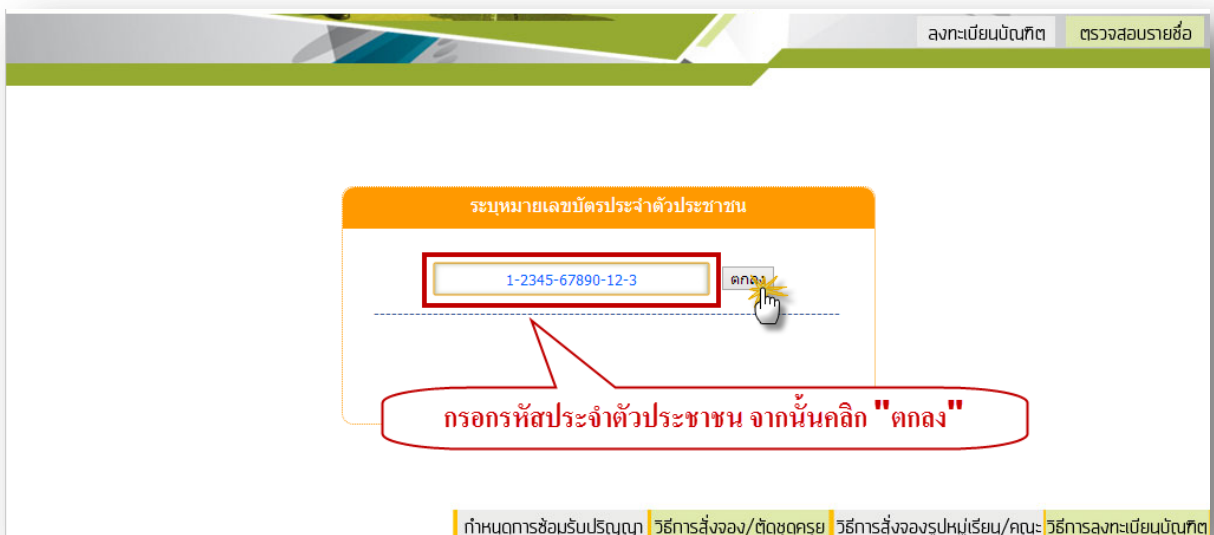 ลงทะเบียนบัณฑิต ตรวจสอบรายชื่อ
ระบุหมายเลขบัตรประจำตัวประชาชน
1-2345-67890-12-3 ตกลง
กรอกรหัสประจำตัวประชาชน จากนั้นคลิก "ตกลง"
กำหนดการซ้อมรับปริญญา วิธีการสั่งจอง/ตัดชุดครุย วิธีการสั่งจองรูปหมู่เรียน/คณะ วิธีการลงทะเบียนบัณฑิต